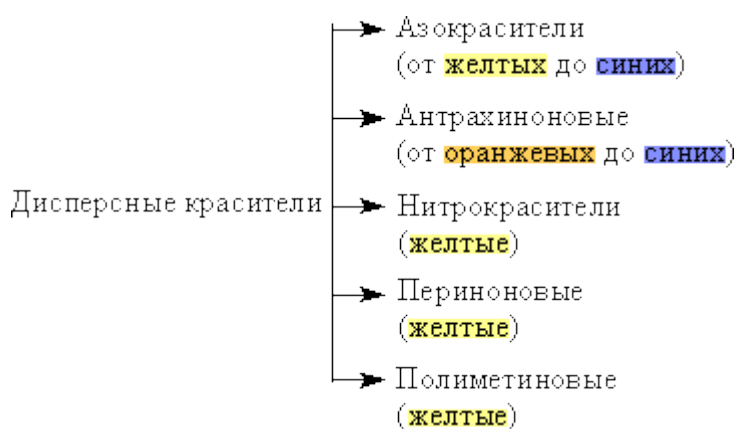 Дисперсные красители
Азокрасители
(от желтых до синих)
Антрахиноновые
(от оранжевых до синих)
Нитрокрасители
(желтые)
Периноновые
(желтые)
Полиметиновые
(желтые)